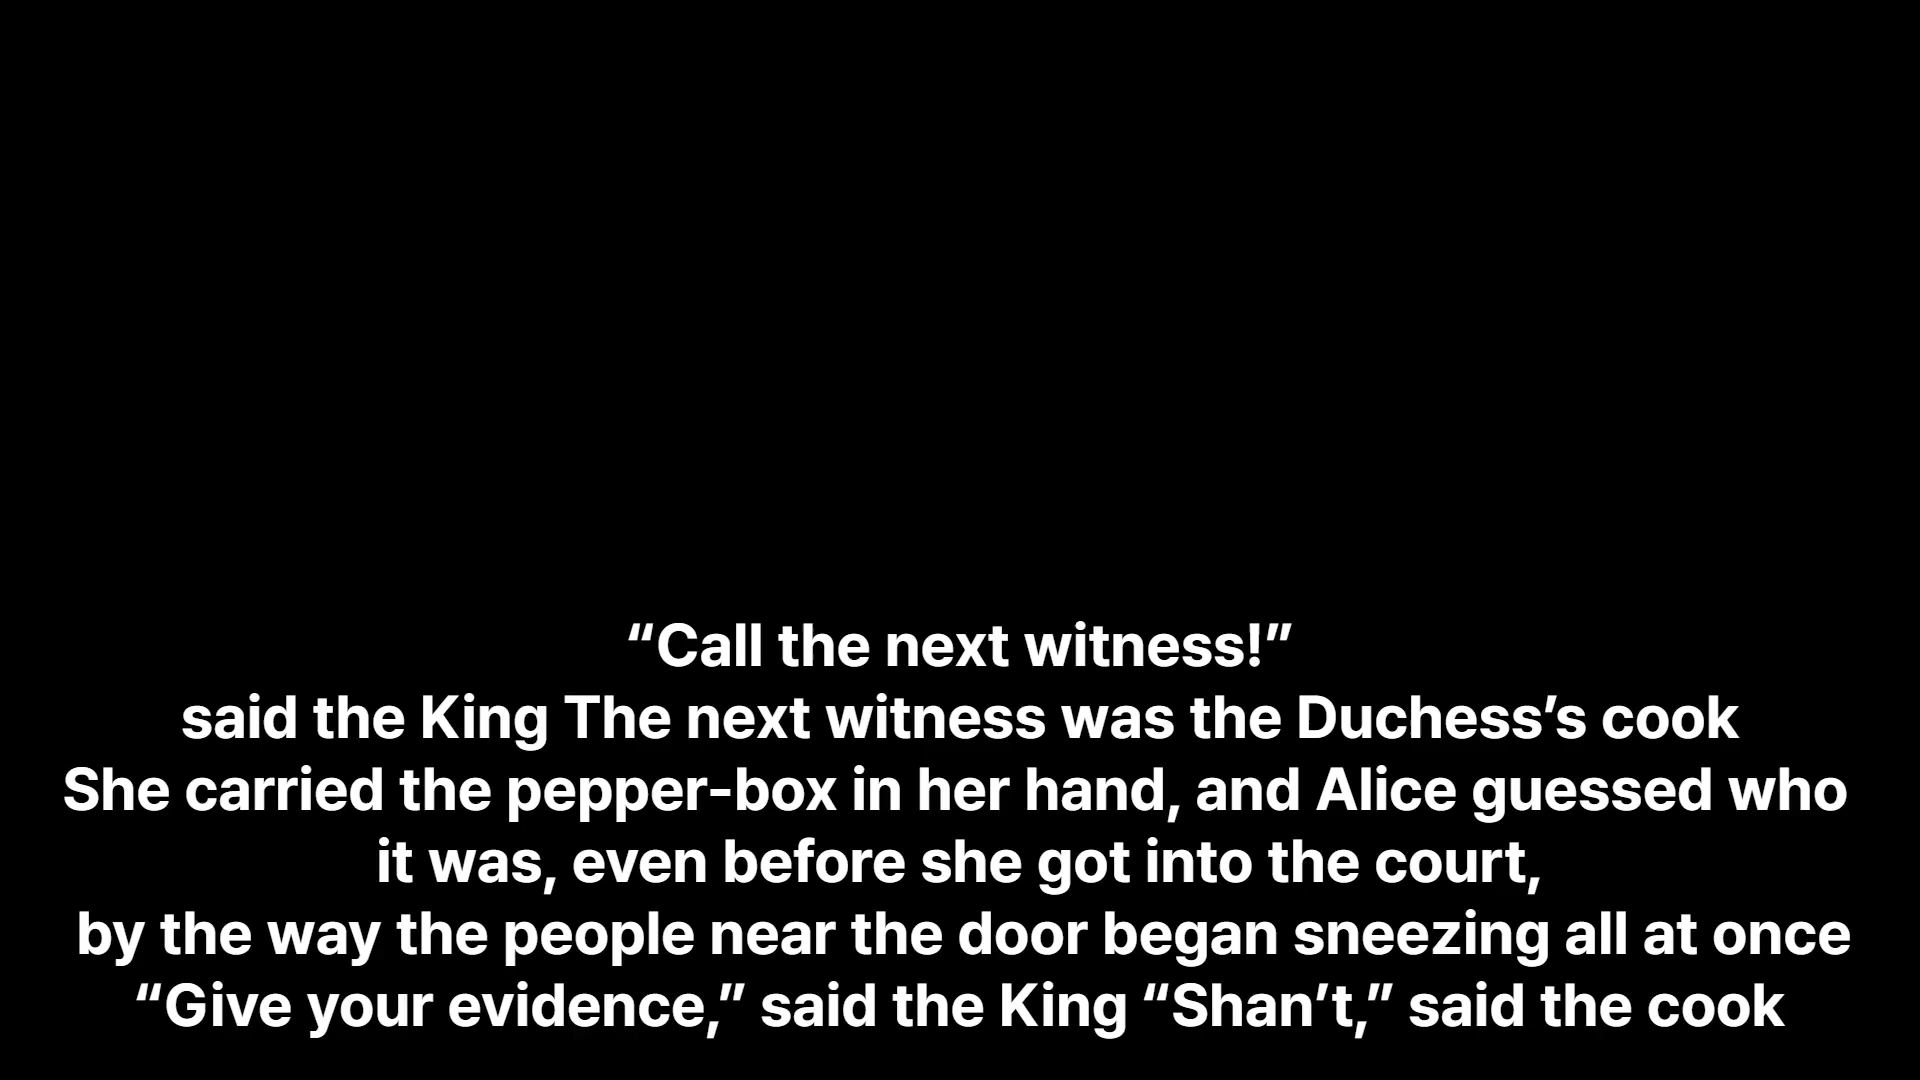 “Call the next witness!”
said the King The next witness was the Duchess’s cook
She carried the pepper-box in her hand, and Alice guessed who
it was, even before she got into the court,
by the way the people near the door began sneezing all at once
“Give your evidence,” said the King “Shan’t,” said the cook